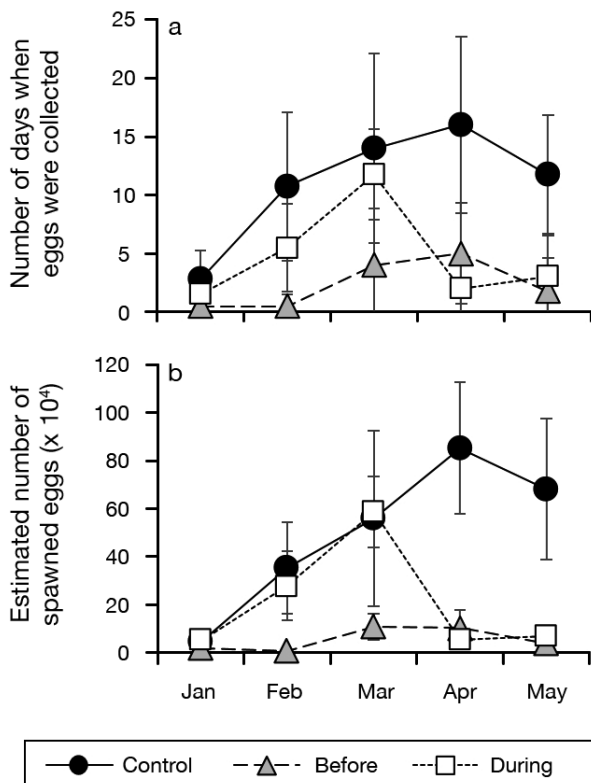 a
Number of days when
eggs were collected
25
20
15
10
5
0
b
Estimated number of
spawned eggs (x 10⁴)
120
100
80
60
40
20
0
Jan Feb Mar Apr May
Control Before During